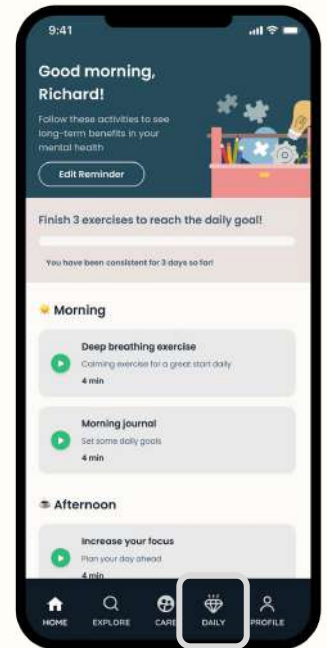 9:41
Good morning,
Richard!
Follow these activities to see
long-term benefits in your
mental health
Edit Reminder
Finish 3 exercises to reach the daily goal!
You have been consistent for 3 days so far!
Morning
Deep breathing exercise
Calming exercise for a great start daily
4 min
Morning journal
Set some daily goals
4 min
Afternoon
Increase your focus
Plan your day ahead
4 min
HOME EXPLORE CARE DAILY PROFILE